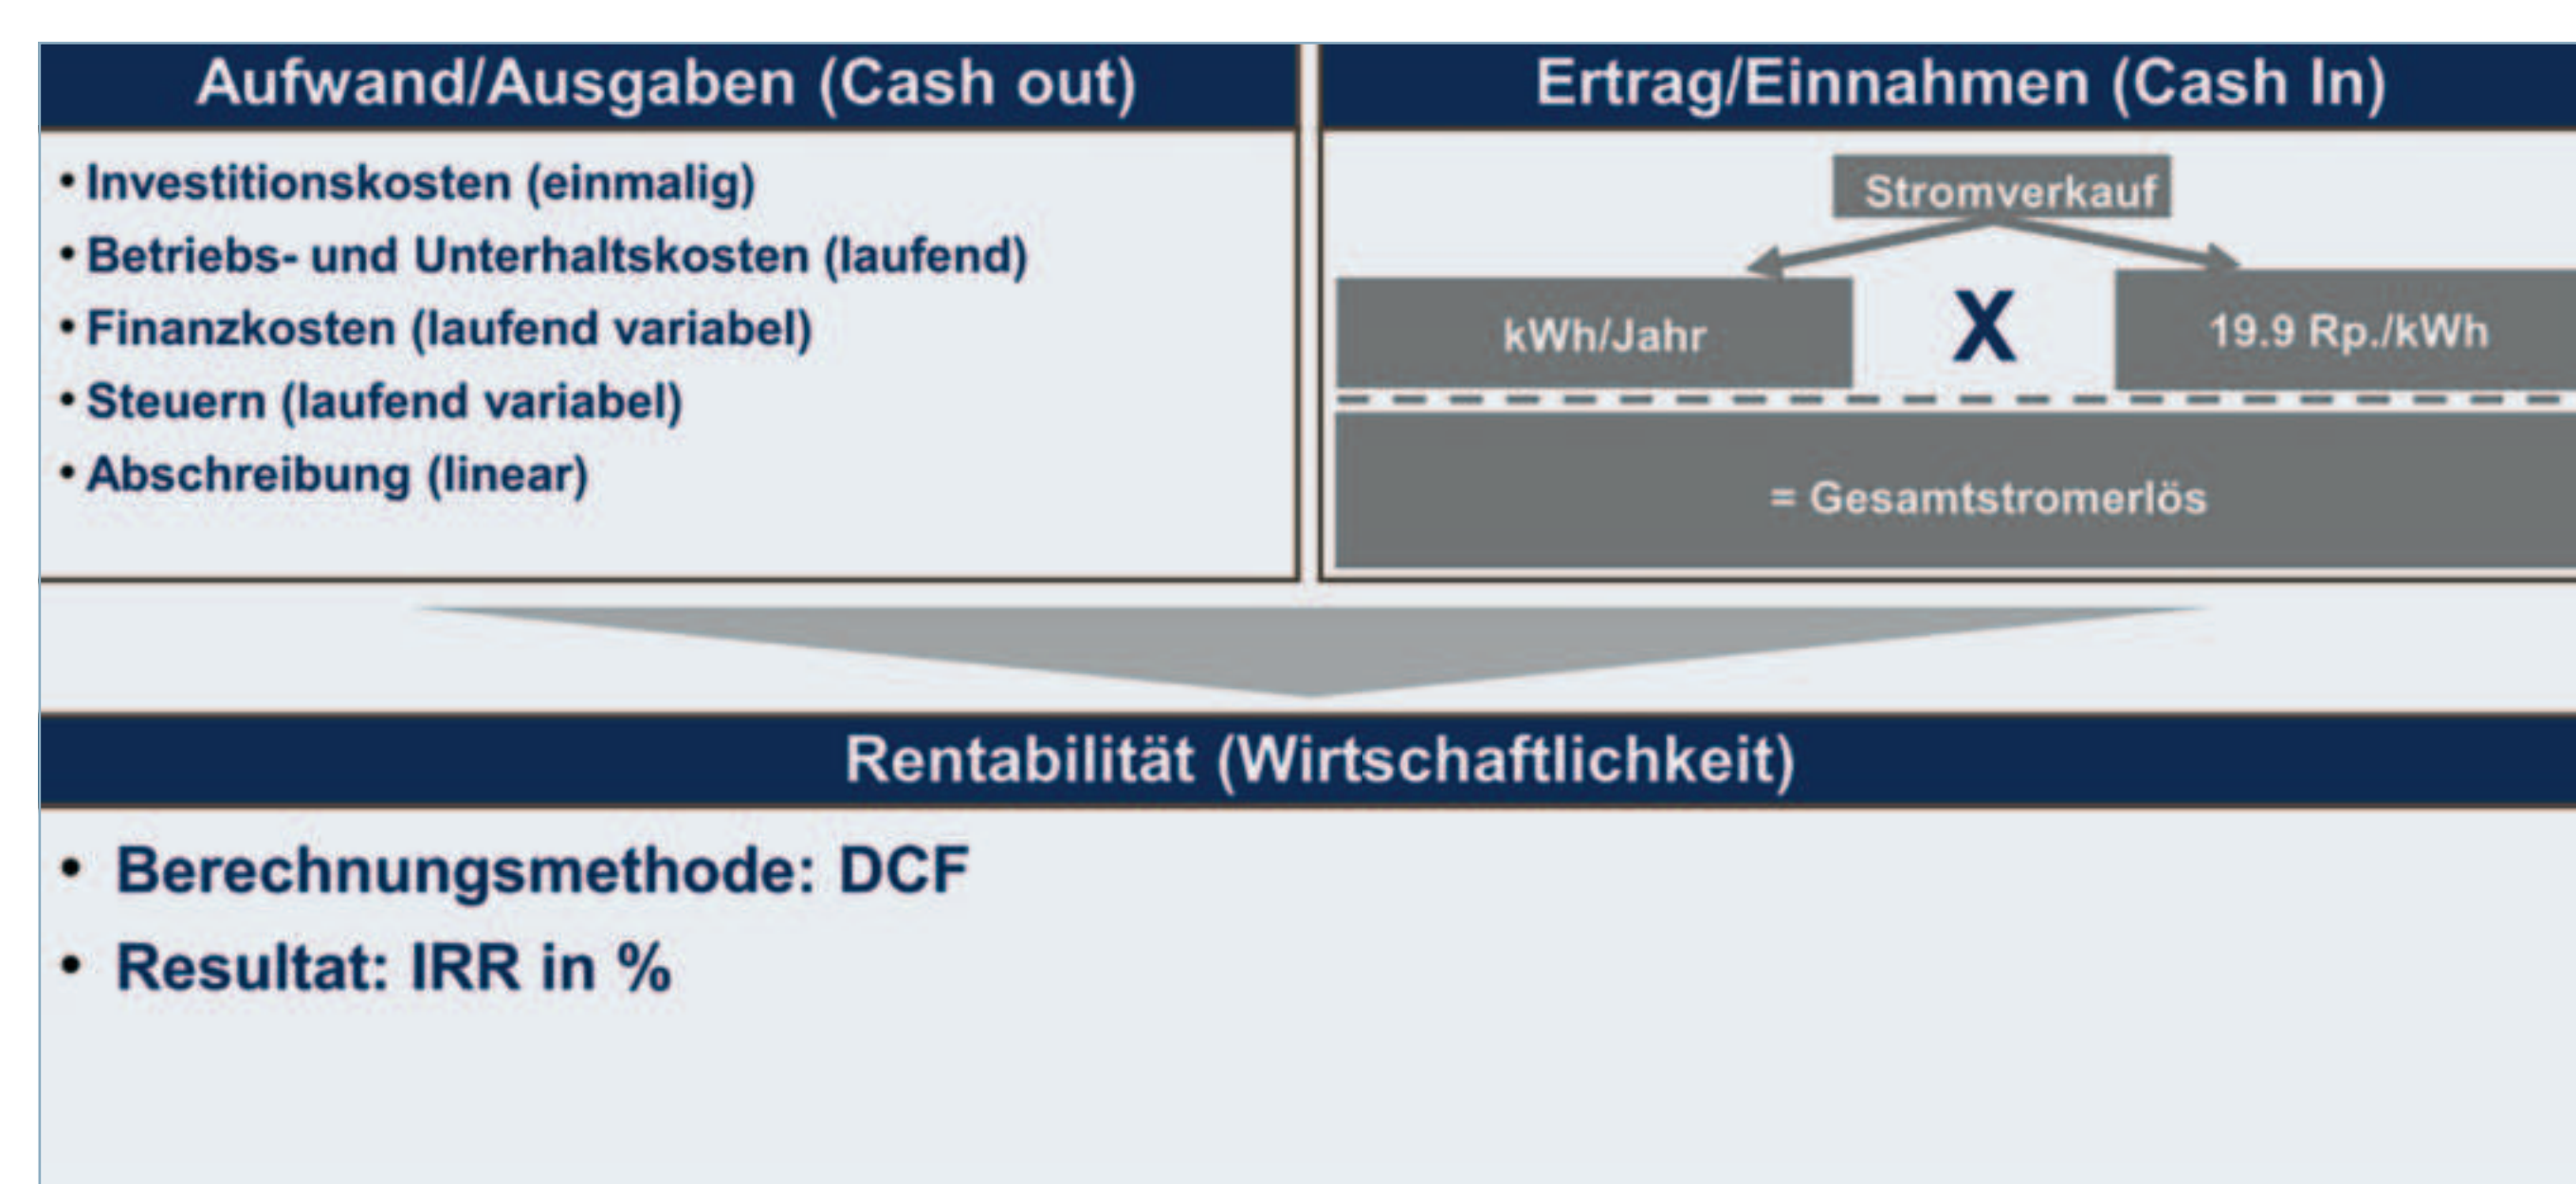 Aufwand/Ausgaben (Cash out)
• Investitionskosten (einmalig)
• Betriebs- und Unterhaltskosten (laufend)
• Finanzkosten (laufend variabel)
• Steuern (laufend variabel)
• Abschreibung (linear)
Ertrag/Einnahmen (Cash In)
Stromverkauf
kWh/Jahr
X
19.9 Rp./kWh
= Gesamtstromerlös
Rentabilität (Wirtschaftlichkeit)
• Berechnungsmethode: DCF
• Resultat: IRR in %